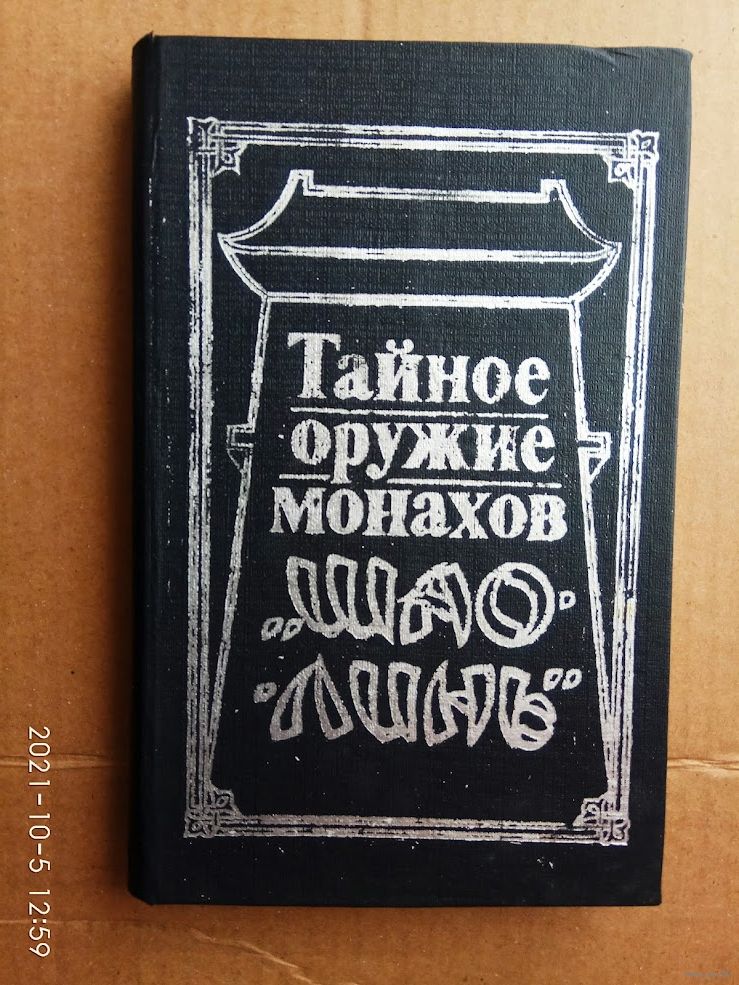 Тайное
оружие
монахов
„ШАО·
·ЛИНЬ"
2021-10-5 12:59